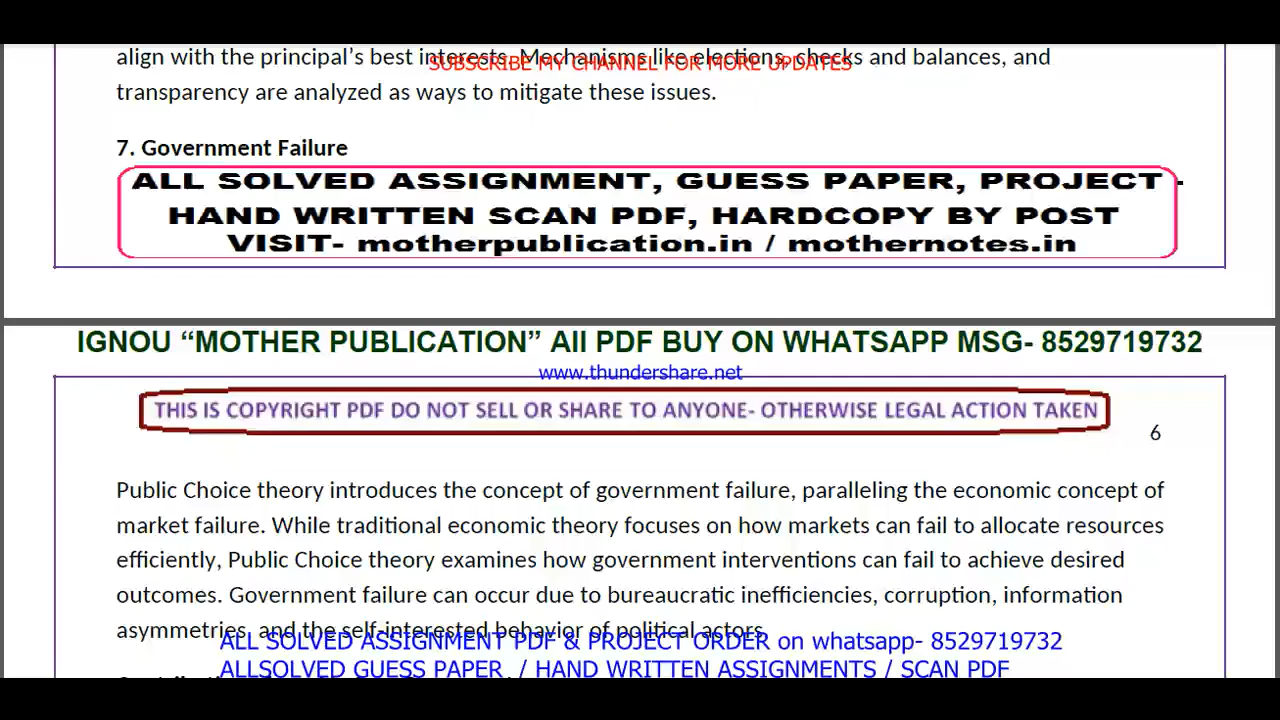 align with the principal’s best interests. Mechanisms like elections, checks and balances, and
SUBSCRIBE MY CHANNEL FOR MORE UPDATES
transparency are analyzed as ways to mitigate these issues.
7. Government Failure
ALL SOLVED ASSIGNMENT, GUESS PAPER, PROJECT -
HAND WRITTEN SCAN PDF, HARDCOPY BY POST
VISIT- motherpublication.in / mothernotes.in
IGNOU “MOTHER PUBLICATION” All PDF BUY ON WHATSAPP MSG- 8529719732
www.thundershare.net
THIS IS COPYRIGHT PDF DO NOT SELL OR SHARE TO ANYONE- OTHERWISE LEGAL ACTION TAKEN
6
Public Choice theory introduces the concept of government failure, paralleling the economic concept of
market failure. While traditional economic theory focuses on how markets can fail to allocate resources
efficiently, Public Choice theory examines how government interventions can fail to achieve desired
outcomes. Government failure can occur due to bureaucratic inefficiencies, corruption, information
asymmetries, and the self-interested behavior of political actors.
ALL SOLVED ASSIGNMENT PDF & PROJECT ORDER on whatsapp- 8529719732
ALLSOLVED GUESS PAPER / HAND WRITTEN ASSIGNMENTS / SCAN PDF